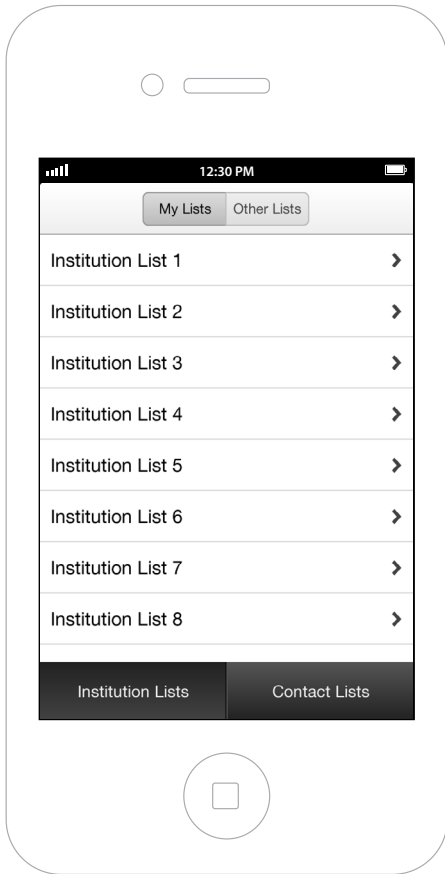 12:30 PM
My Lists Other Lists
Institution List 1
Institution List 2
Institution List 3
Institution List 4
Institution List 5
Institution List 6
Institution List 7
Institution List 8
Institution Lists Contact Lists